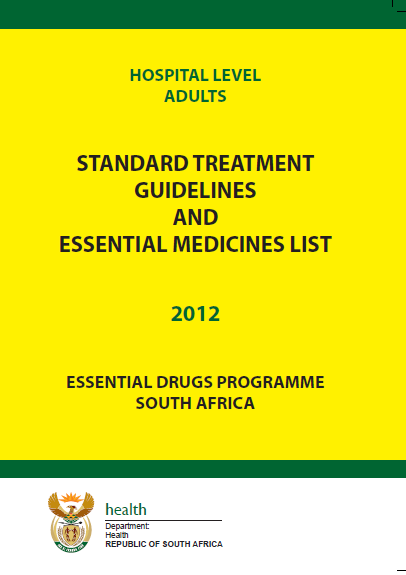 HOSPITAL LEVEL
ADULTS
STANDARD TREATMENT
GUIDELINES
AND
ESSENTIAL MEDICINES LIST
2012
ESSENTIAL DRUGS PROGRAMME
SOUTH AFRICA
health
Department:
Health
REPUBLIC OF SOUTH AFRICA